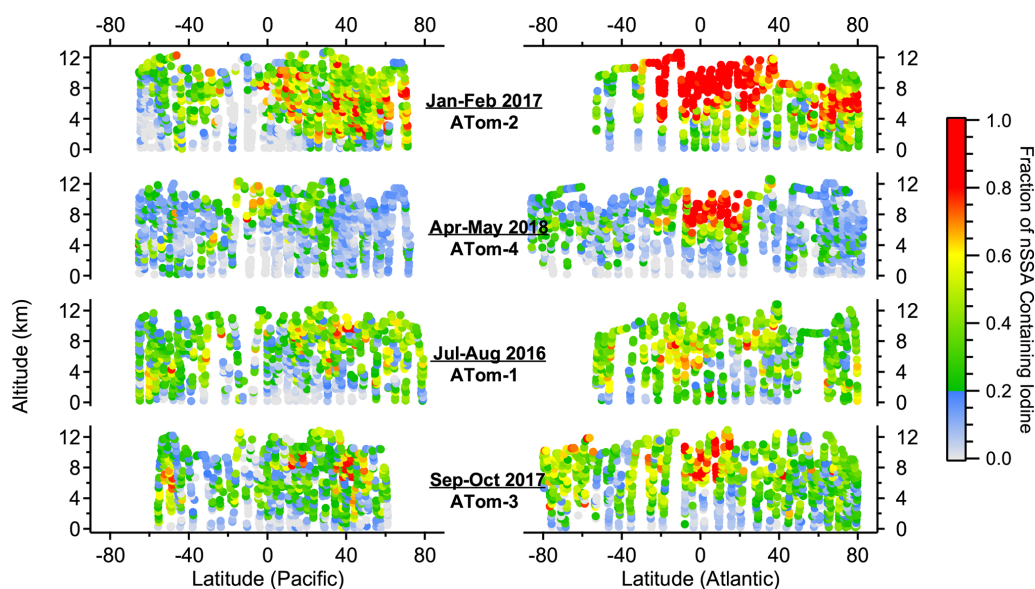 -80 -40 0 40 80 -80 -40 0 40 80
12 12
8 8
4 4
0 0
Jan-Feb 2017
ATom-2
12 12
8 8
4 4
0 0
Apr-May 2018
ATom-4
12 12
8 8
4 4
0 0
Jul-Aug 2016
ATom-1
12 12
8 8
4 4
0 0
Sep-Oct 2017
ATom-3
-80 -40 0 40 80 -80 -40 0 40 80
Latitude (Pacific) Latitude (Atlantic)
Altitude (km)
1.0
0.8
0.6
0.4
0.2
0.0
Fraction of nSSA Containing Iodine